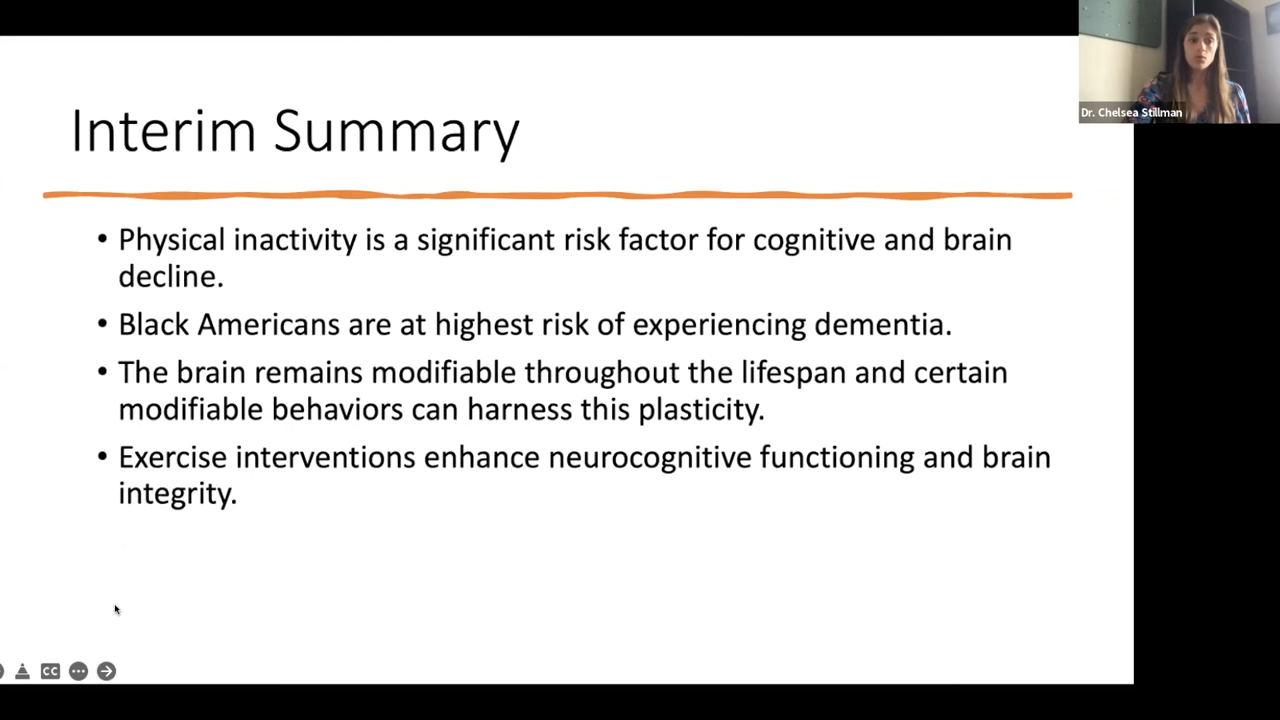 Interim Summary
Dr. Chelsea Stillman
• Physical inactivity is a significant risk factor for cognitive and brain
decline.
• Black Americans are at highest risk of experiencing dementia.
• The brain remains modifiable throughout the lifespan and certain
modifiable behaviors can harness this plasticity.
• Exercise interventions enhance neurocognitive functioning and brain
integrity.
CC